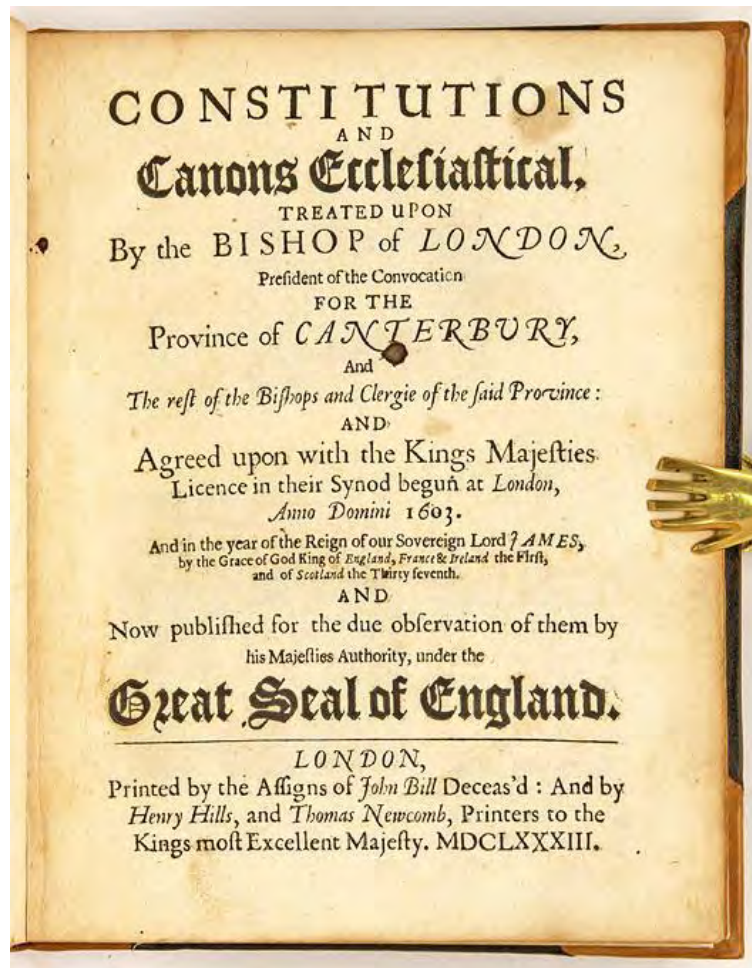 CONSTITUTIONS
AND
Canons Eccleſiaſtical.
TREATED UPON
By the BISHOP of LONDON,
Preſident of the Convocation
FOR THE
Province of CANTERBURY,
And
The reſt of the Biſhops and Clergie of the ſaid Province:
AND
Agreed upon with the Kings Majeſties
Licence in their Synod begun at London,
Anno Domini 1603.
And in the year of the Reign of our Sovereign Lord JAMES,
by the Grace of God King of England, France & Ireland the Firſt,
and of Scotland the Thirty ſeventh.
AND
Now publiſhed for the due obſervation of them by
his Majeſties Authority, under the
Great Seal of England.
LONDON,
Printed by the Aſſigns of John Bill Deceas'd: And by
Henry Hills, and Thomas Newcomb, Printers to the
Kings moſt Excellent Majeſty. MDCLXXXIII.